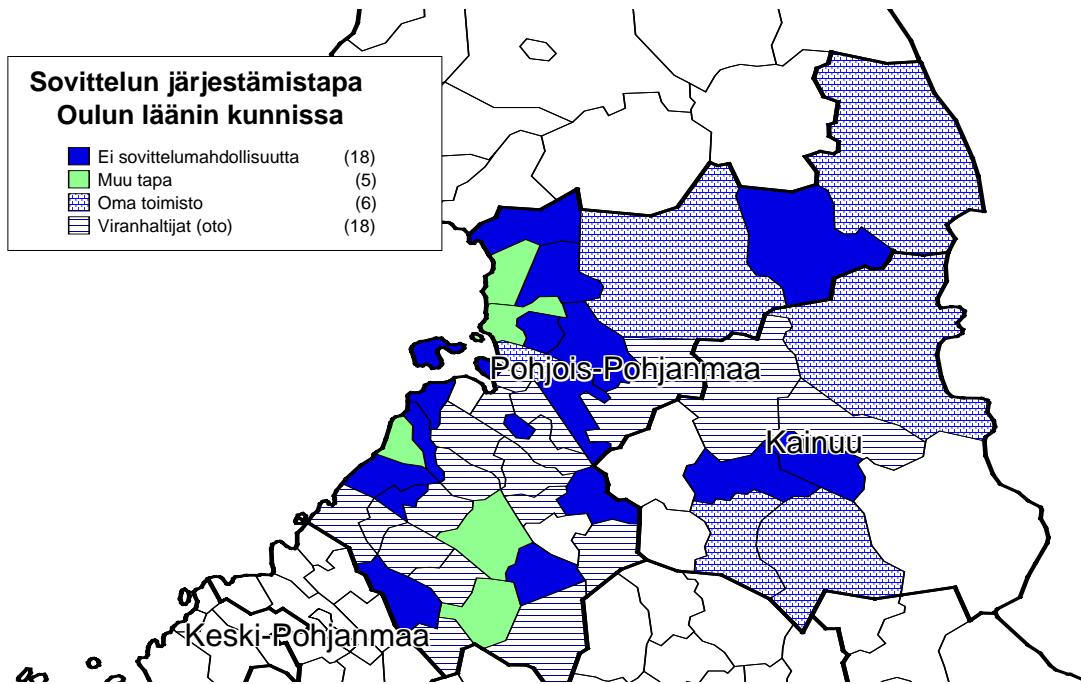 Sovittelun järjestämistapa
Oulun läänin kunnissa
Ei sovittelumahdollisuutta (18)
Muu tapa (5)
Oma toimisto (6)
Viranhaltijat (oto) (18)
Pohjois-Pohjanmaa
Kainuu
Keski-Pohjanmaa